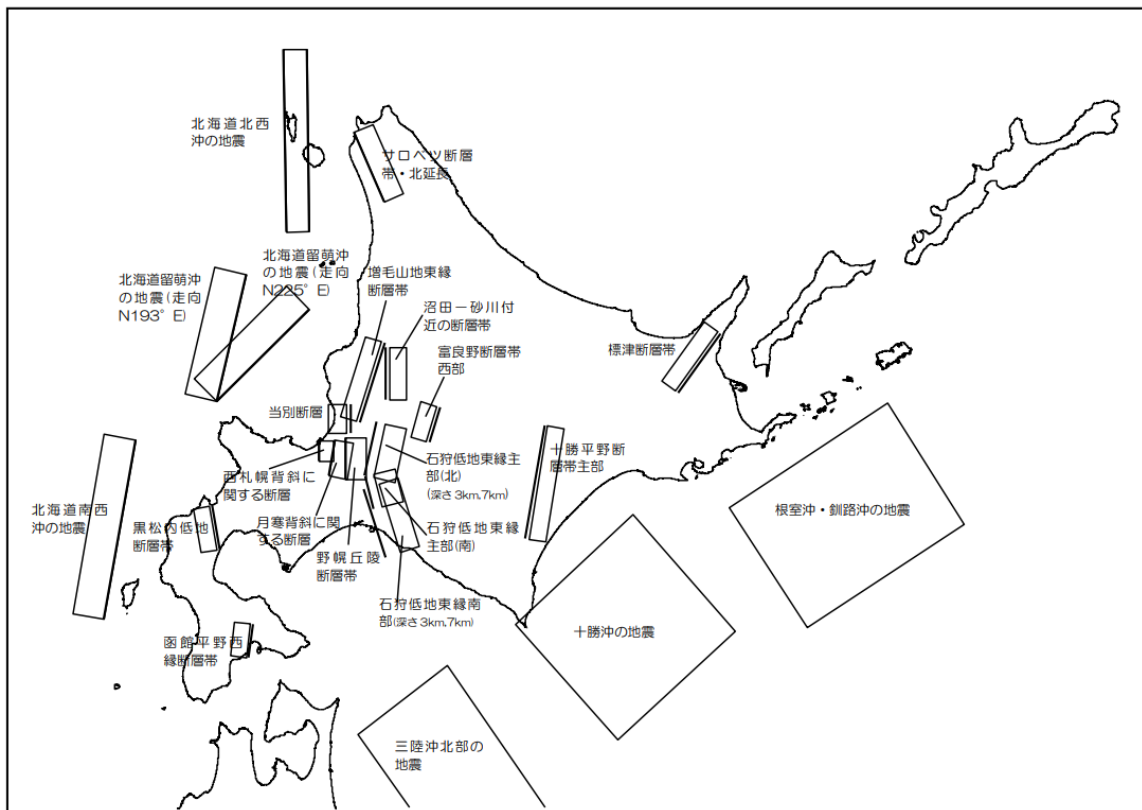 北海道北西
沖の地震
サロベツ断層
帯・北延長
北海道留萌沖
の地震(走向
N225°E)
北海道留萌沖
の地震(走向
N193°E)
増毛山地東縁
断層帯
沼田ー砂川付
近の断層帯
富良野断層帯
西部
標津断層帯
当別断層
西札幌背斜に
関する断層
石狩低地東縁主
部(北)
(深さ3km,7km)
十勝平野断
層帯主部
北海道南西
沖の地震
黒松内低地
断層帯
月寒背斜に関
する断層
石狩低地東縁
主部(南)
野幌丘陵
断層帯
根室沖・釧路沖の地震
石狩低地東縁南
部(深さ3km,7km)
函館平野西
縁断層帯
十勝沖の地震
三陸沖北部の
地震